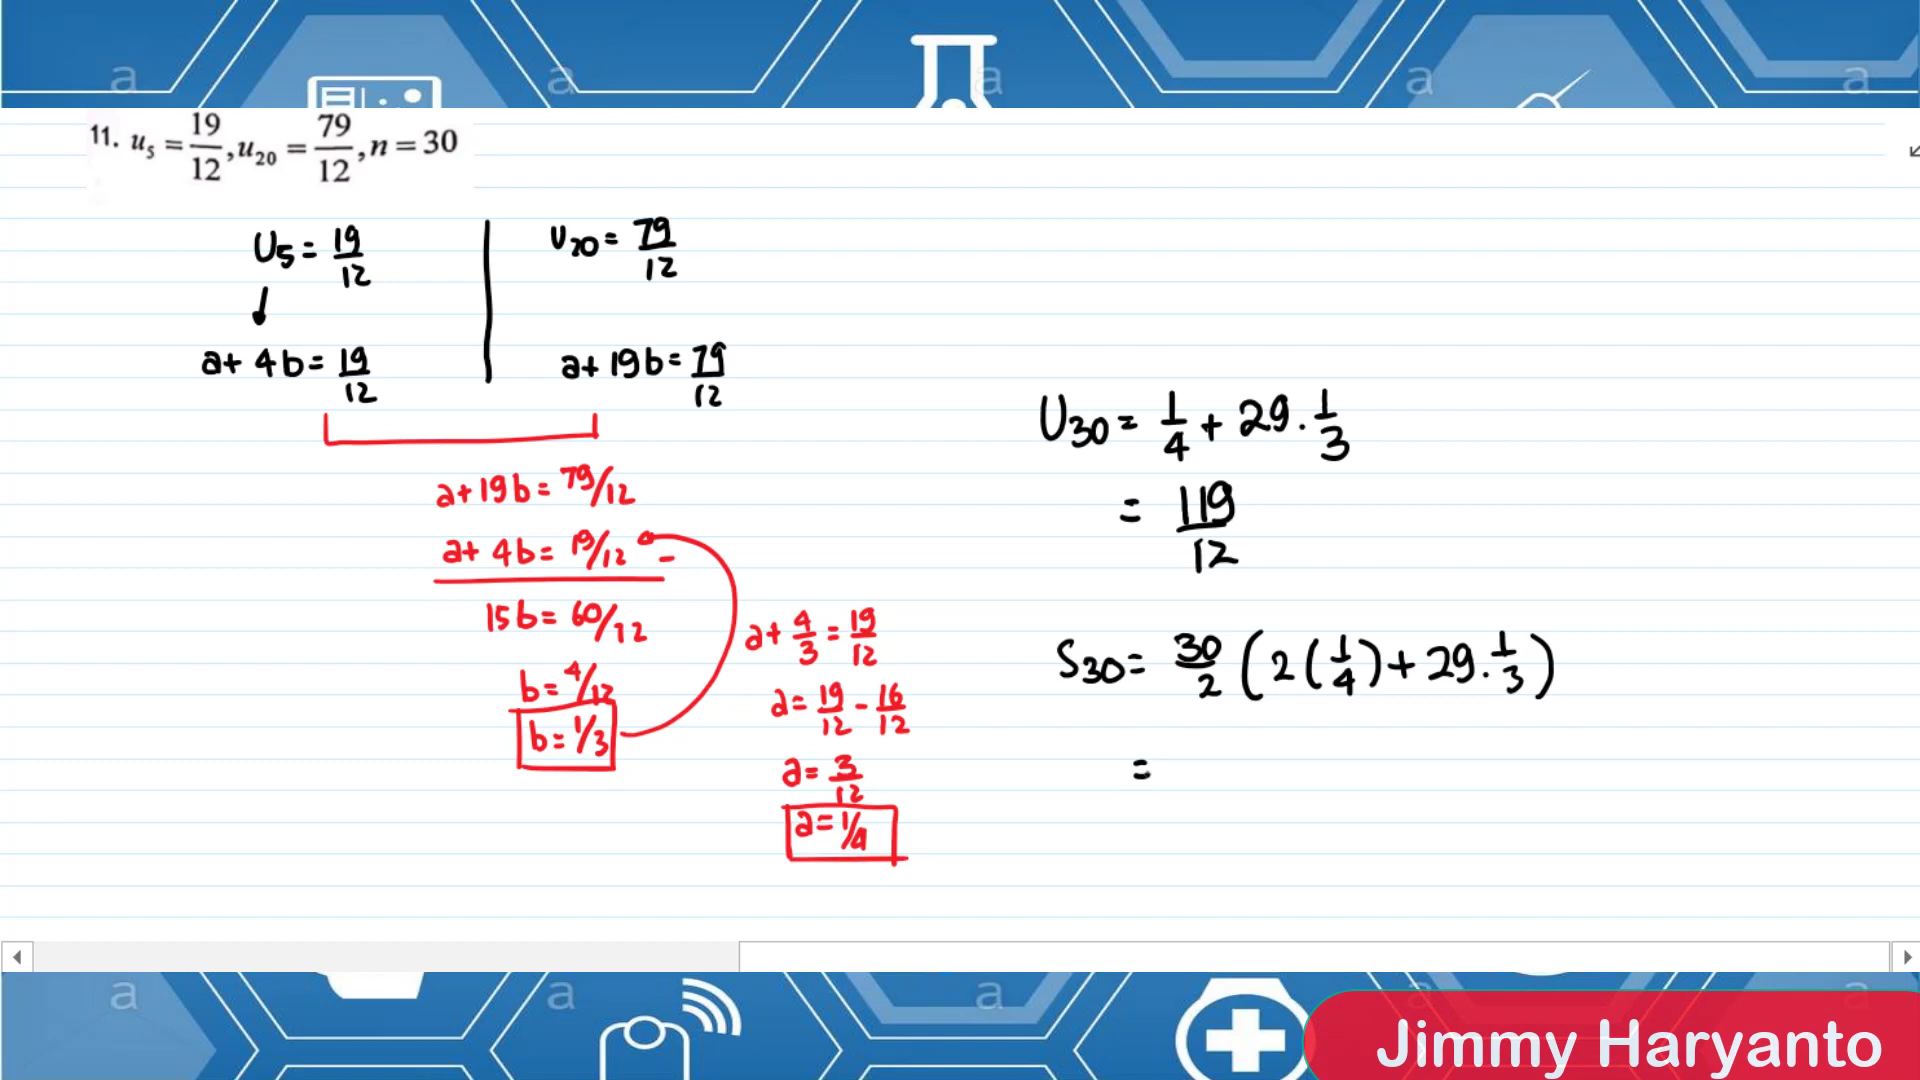 11. u₅ = 19/12, u₂₀ = 79/12, n = 30
U₅ = 19/12
U₂₀ = 79/12
a + 4b = 19/12
a + 19b = 79/12
a + 19b = 79/12
a + 4b = 19/12 -
15b = 60/12
b = 4/12
b = 1/3
a + 4/3 = 19/12
a = 19/12 - 16/12
a = 3/12
a = 1/4
U₃₀ = 1/4 + 29 . 1/3
= 119/12
S₃₀ = 30/2 (2(1/4) + 29 . 1/3)
=
Jimmy Haryanto
a a a a a
a a a a